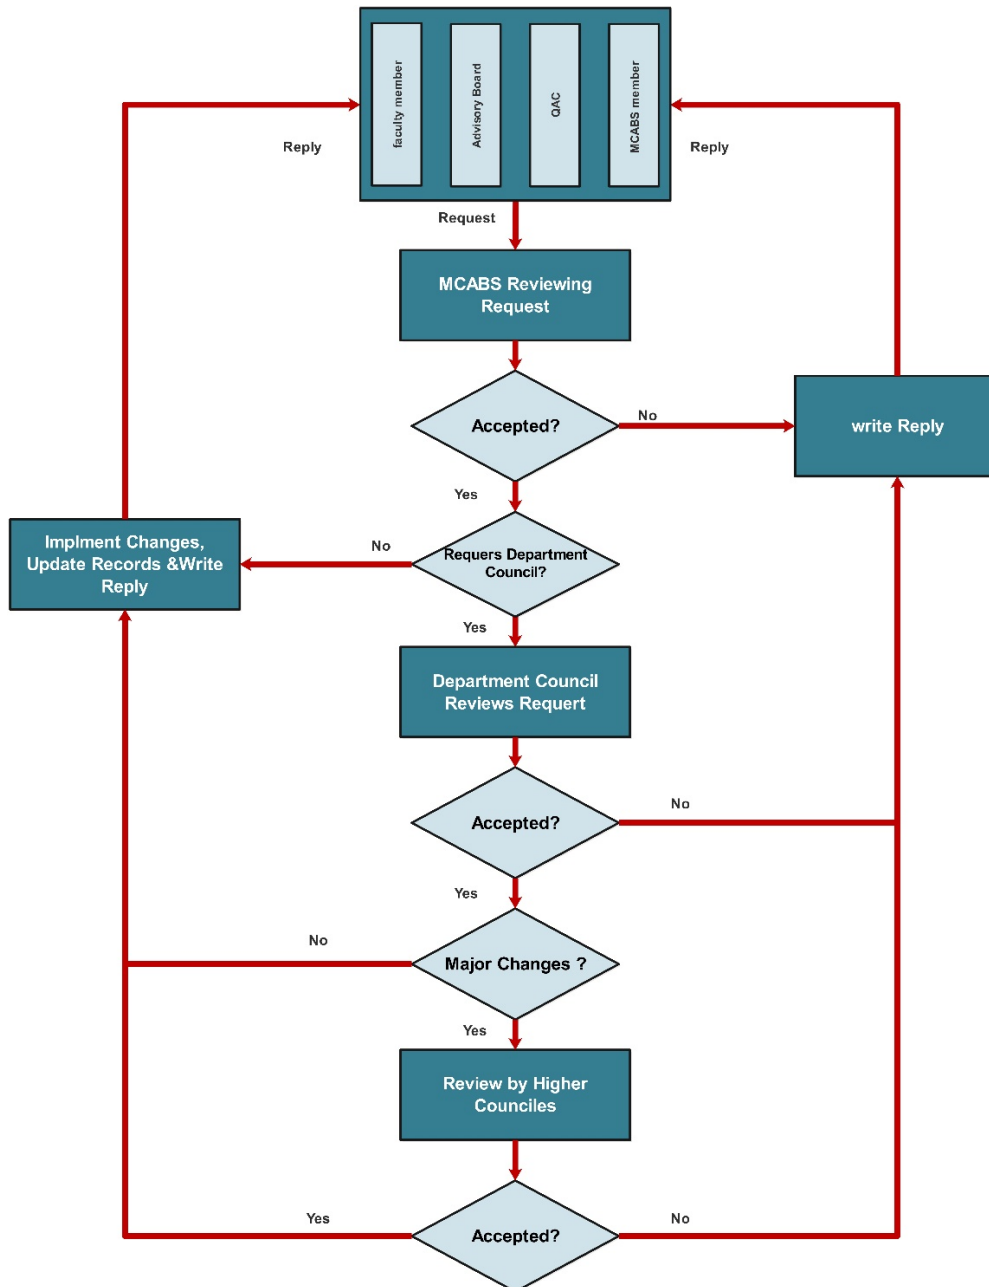 faculty member
Advisory Board
QAC
MCABS member
Reply
Reply
Request
MCABS Reviewing
Request
Accepted?
No
write Reply
Yes
Implment Changes,
Update Records &Write
Reply
No
Requers Department
Council?
Yes
Department Council
Reviews Requert
Accepted?
No
Yes
No
Major Changes ?
Yes
Review by Higher
Counciles
Yes
Accepted?
No